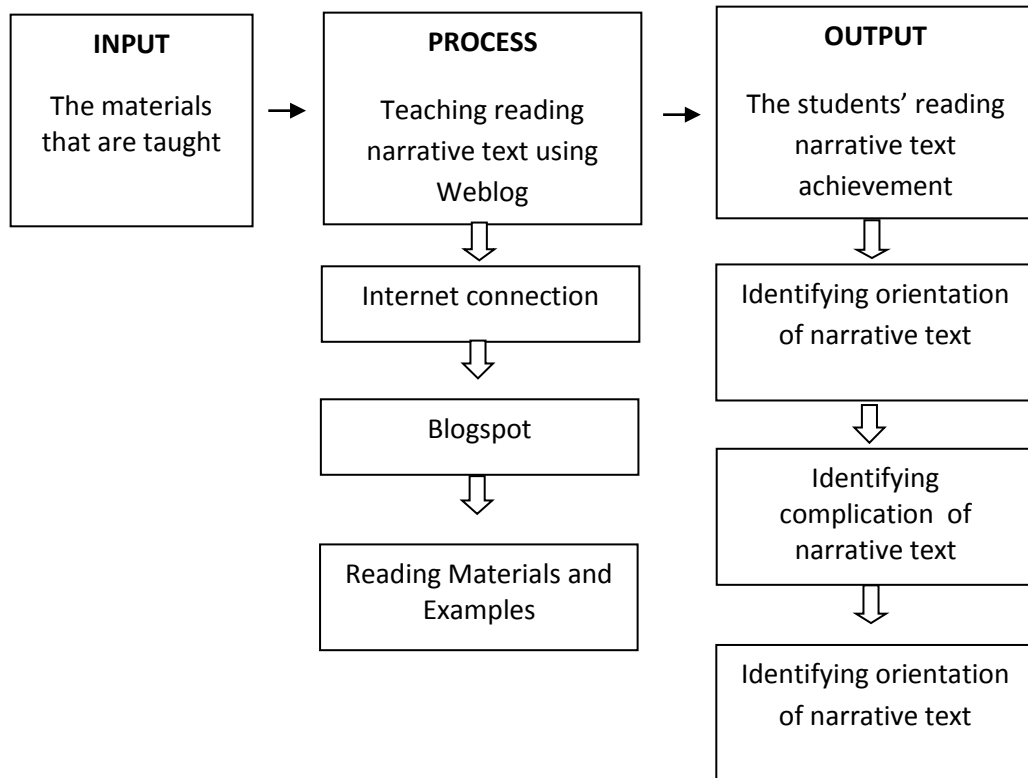 INPUT
The materials
that are taught
PROCESS
Teaching reading
narrative text using
Weblog
Internet connection
Blogspot
Reading Materials and
Examples
OUTPUT
The students’ reading
narrative text
achievement
Identifying orientation
of narrative text
Identifying
complication of
narrative text
Identifying orientation
of narrative text